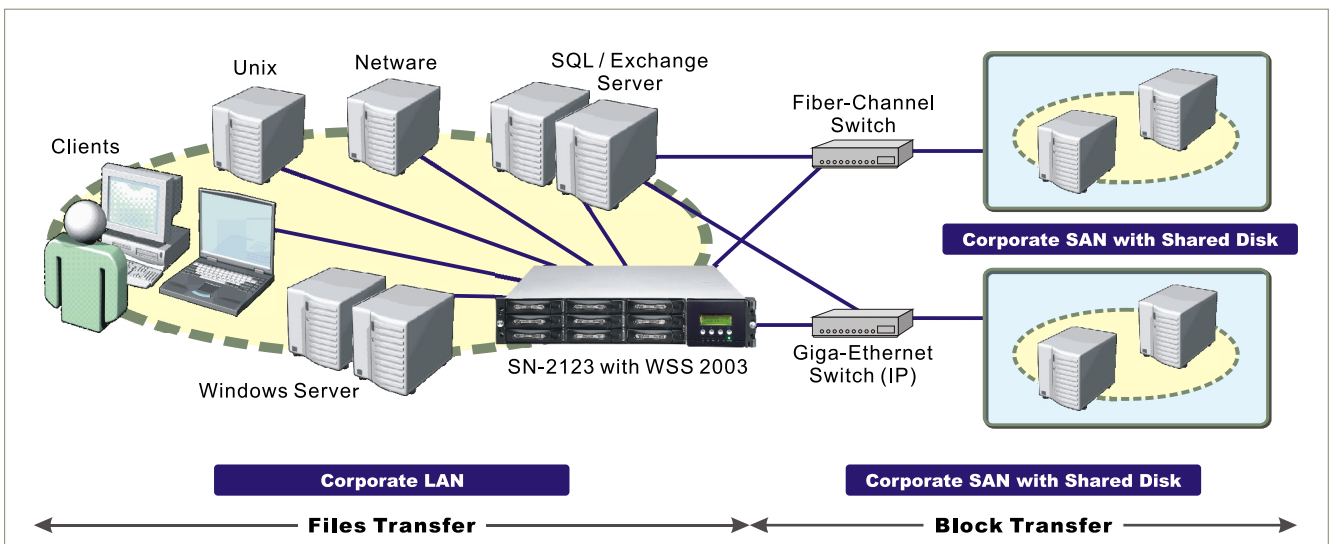 Unix
Netware
SQL / Exchange
Server
Fiber-Channel
Switch
Clients
Corporate SAN with Shared Disk
Windows Server
SN-2123 with WSS 2003
Giga-Ethernet
Switch (IP)
Corporate LAN
Corporate SAN with Shared Disk
Files Transfer
Block Transfer